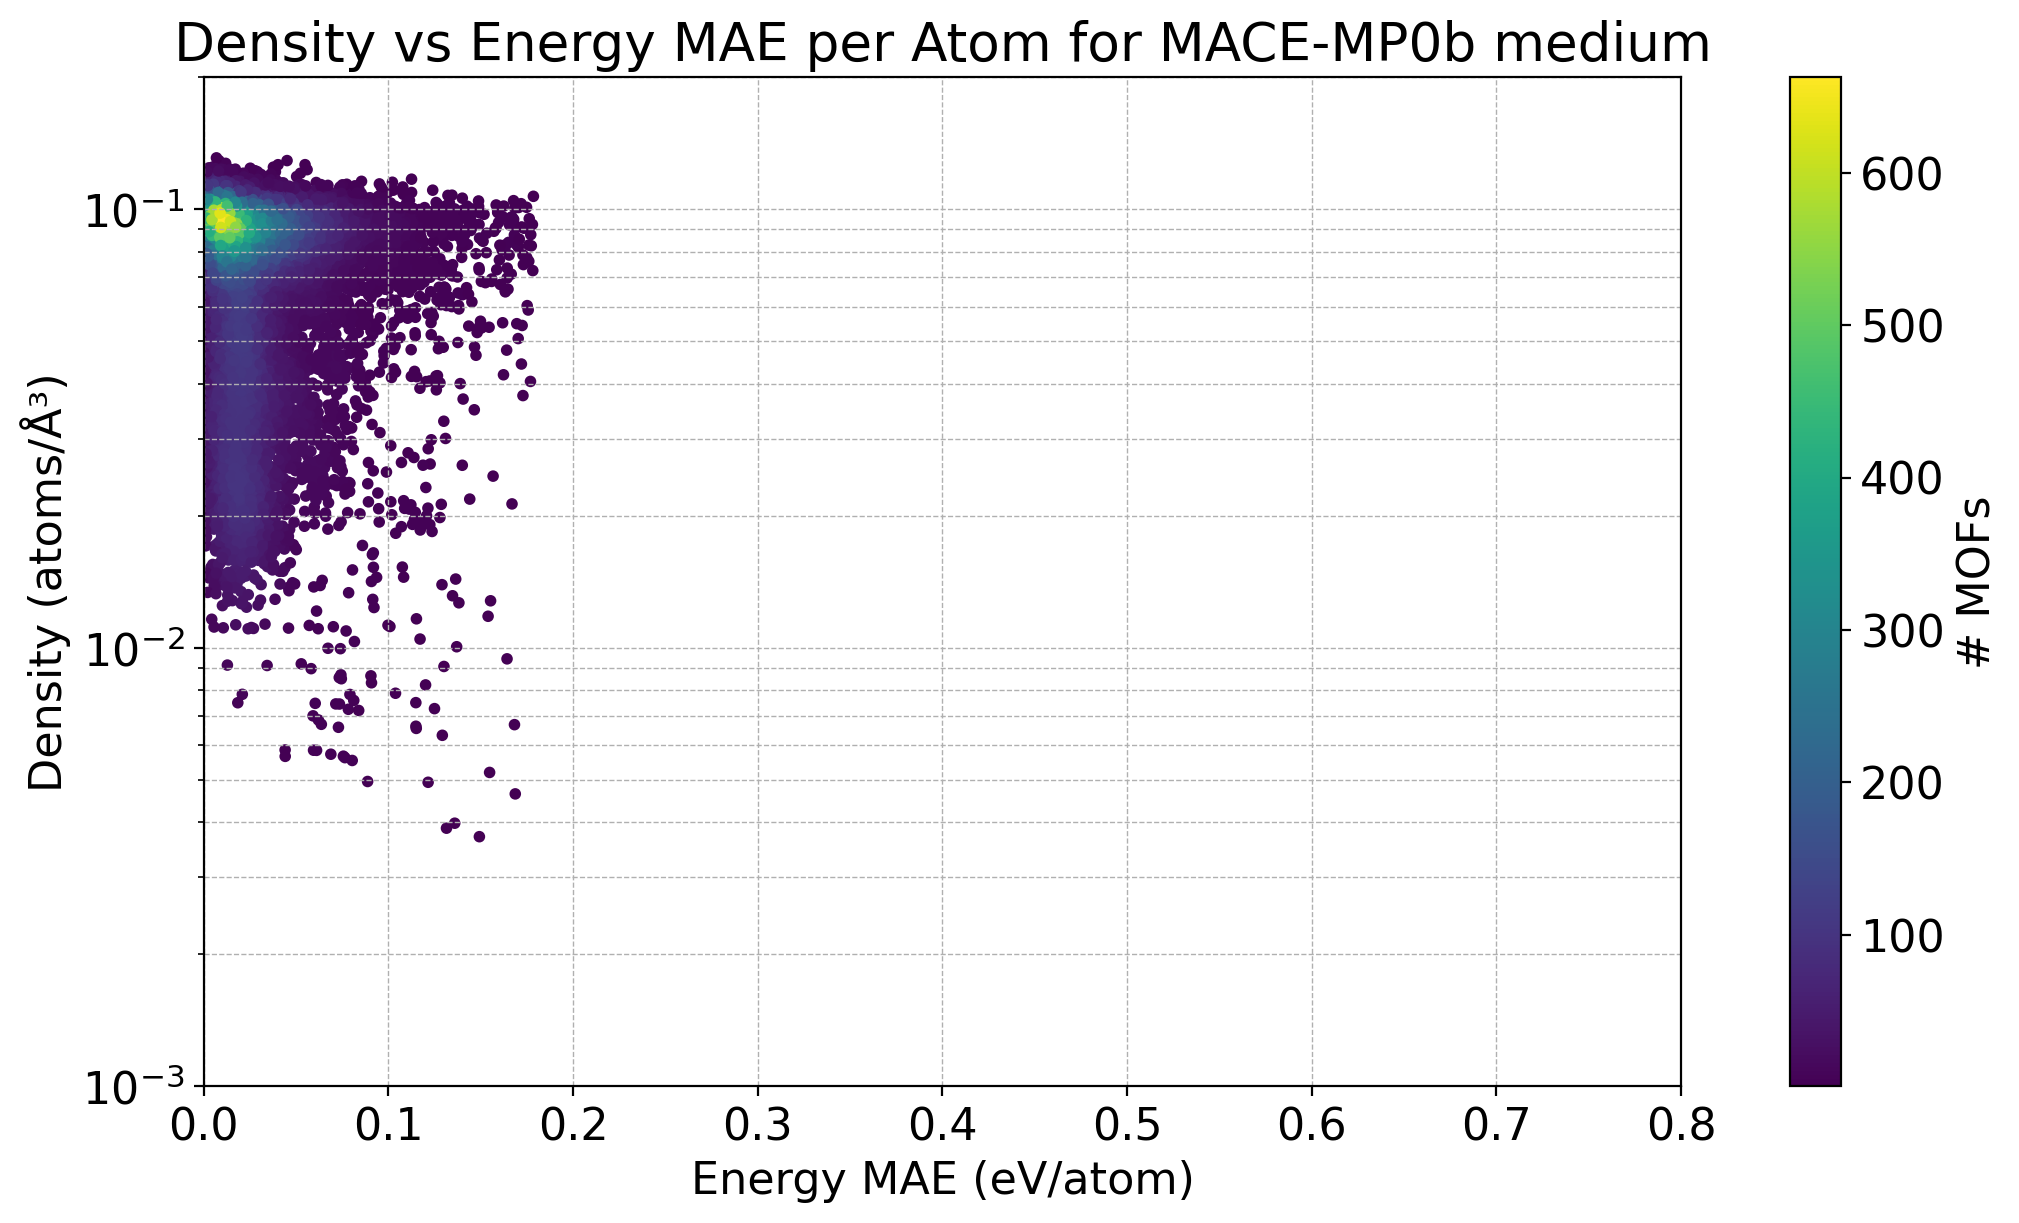 Density vs Energy MAE per Atom for MACE-MP0b medium
Density (atoms/Å³)
10⁻¹
10⁻²
10⁻³
0.0 0.1 0.2 0.3 0.4 0.5 0.6 0.7 0.8
Energy MAE (eV/atom)
600
500
400
300
200
100
# MOFs